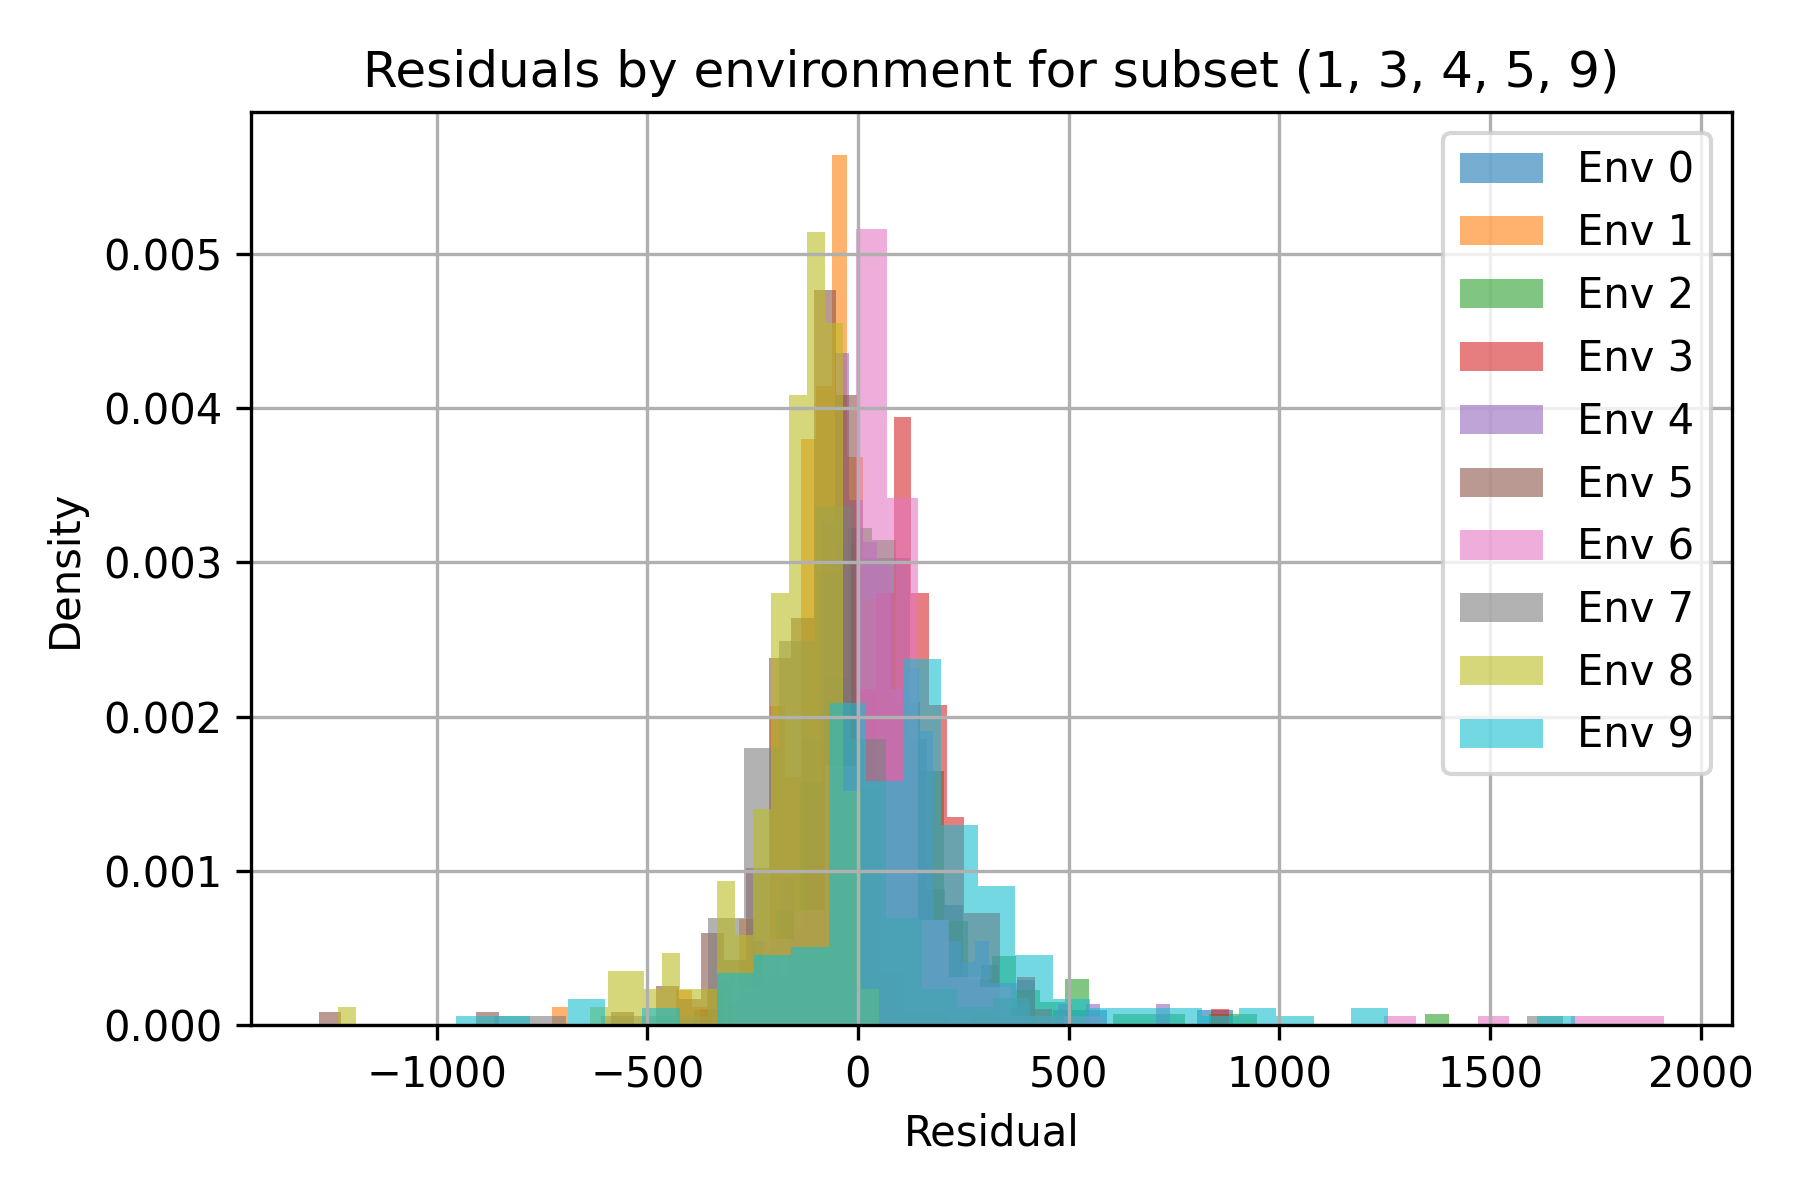 Residuals by environment for subset (1, 3, 4, 5, 9)
Env 0
Env 1
Env 2
Env 3
Env 4
Env 5
Env 6
Env 7
Env 8
Env 9
Density
0.005
0.004
0.003
0.002
0.001
0.000
−1000 −500 0 500 1000 1500 2000
Residual